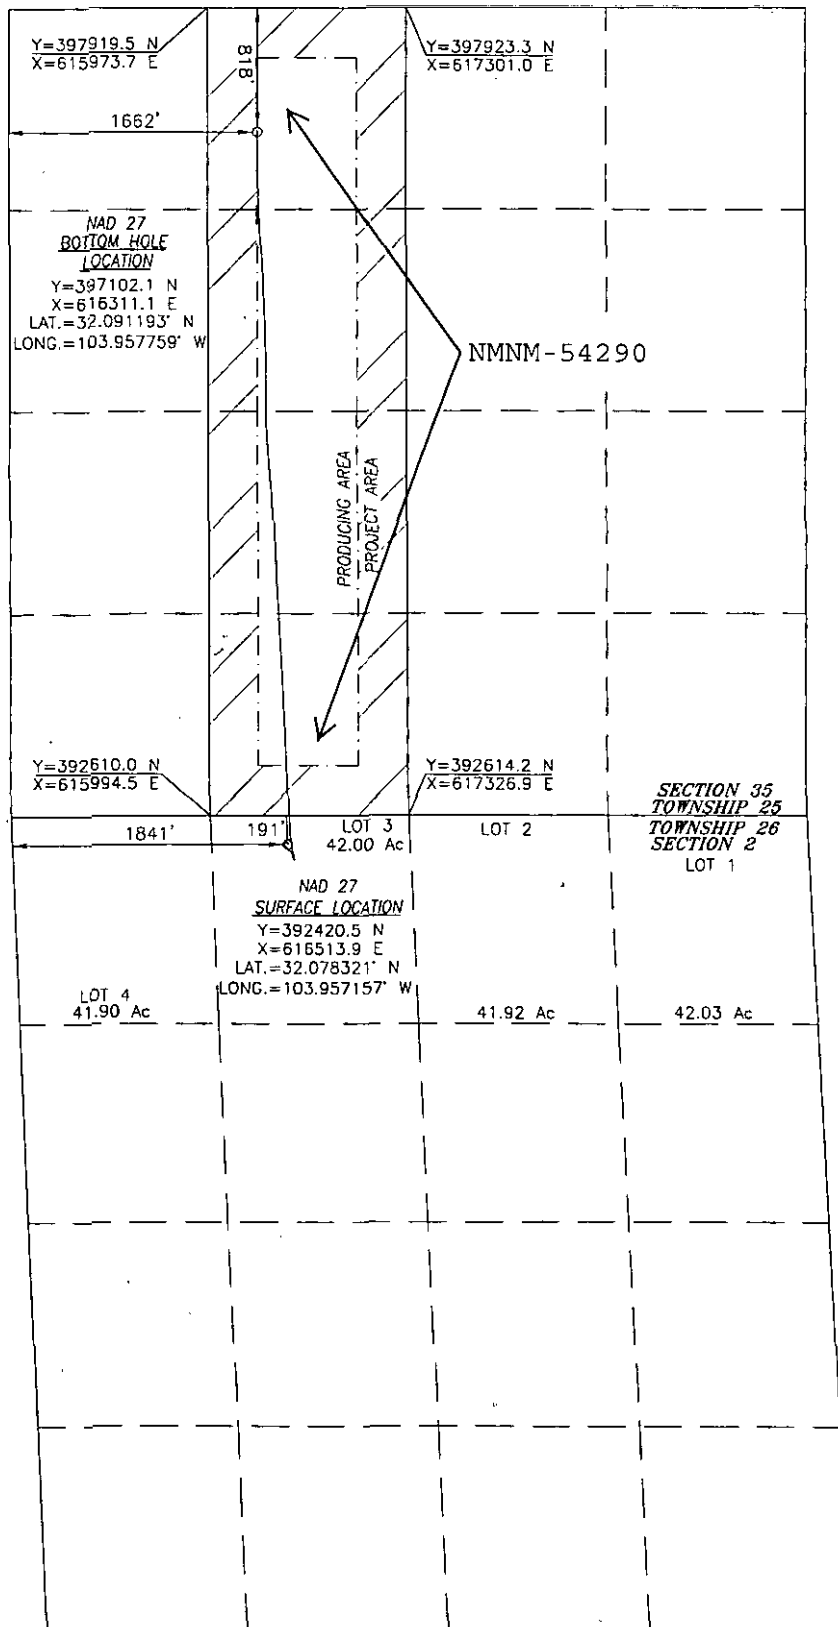 Y=397919.5 N
X=615973.7 E
818'
Y=397923.3 N
X=617301.0 E
1662'
NAD 27
BOTTOM HOLE
LOCATION
Y=397102.1 N
X=616311.1 E
LAT.=32.091193° N
LONG.=103.957759° W
NMNM-54290
PRODUCING AREA
PROJECT AREA
Y=392610.0 N
X=615994.5 E
Y=392614.2 N
X=617326.9 E
SECTION 35
TOWNSHIP 25
TOWNSHIP 26
SECTION 2
1841'
191'
LOT 3
42.00 Ac
LOT 2
LOT 1
NAD 27
SURFACE LOCATION
Y=392420.5 N
X=616513.9 E
LAT.=32.078321° N
LONG.=103.957157° W
LOT 4
41.90 Ac
41.92 Ac
42.03 Ac